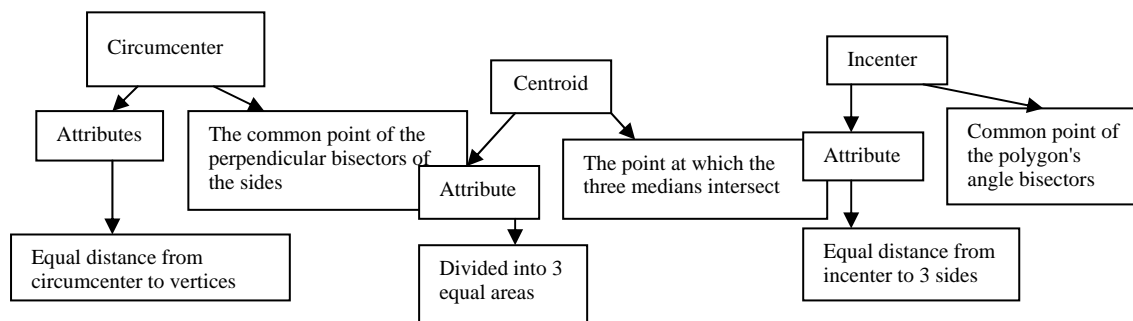 Circumcenter
Centroid
Incenter
Attributes
The common point of the
perpendicular bisectors of
the sides
Attribute
The point at which the
three medians intersect
Attribute
Common point of
the polygon's
angle bisectors
Equal distance from
circumcenter to vertices
Divided into 3
equal areas
Equal distance from
incenter to 3 sides